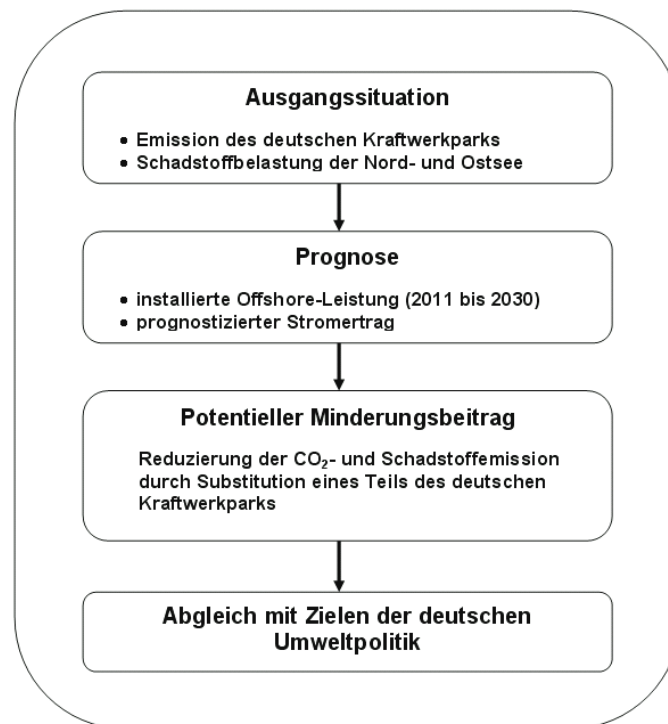 Ausgangssituation
• Emission des deutschen Kraftwerkparks
• Schadstoffbelastung der Nord- und Ostsee
Prognose
• installierte Offshore-Leistung (2011 bis 2030)
• prognostizierter Stromertrag
Potentieller Minderungsbeitrag
Reduzierung der CO₂- und Schadstoffemission
durch Substitution eines Teils des deutschen
Kraftwerkparks
Abgleich mit Zielen der deutschen
Umweltpolitik